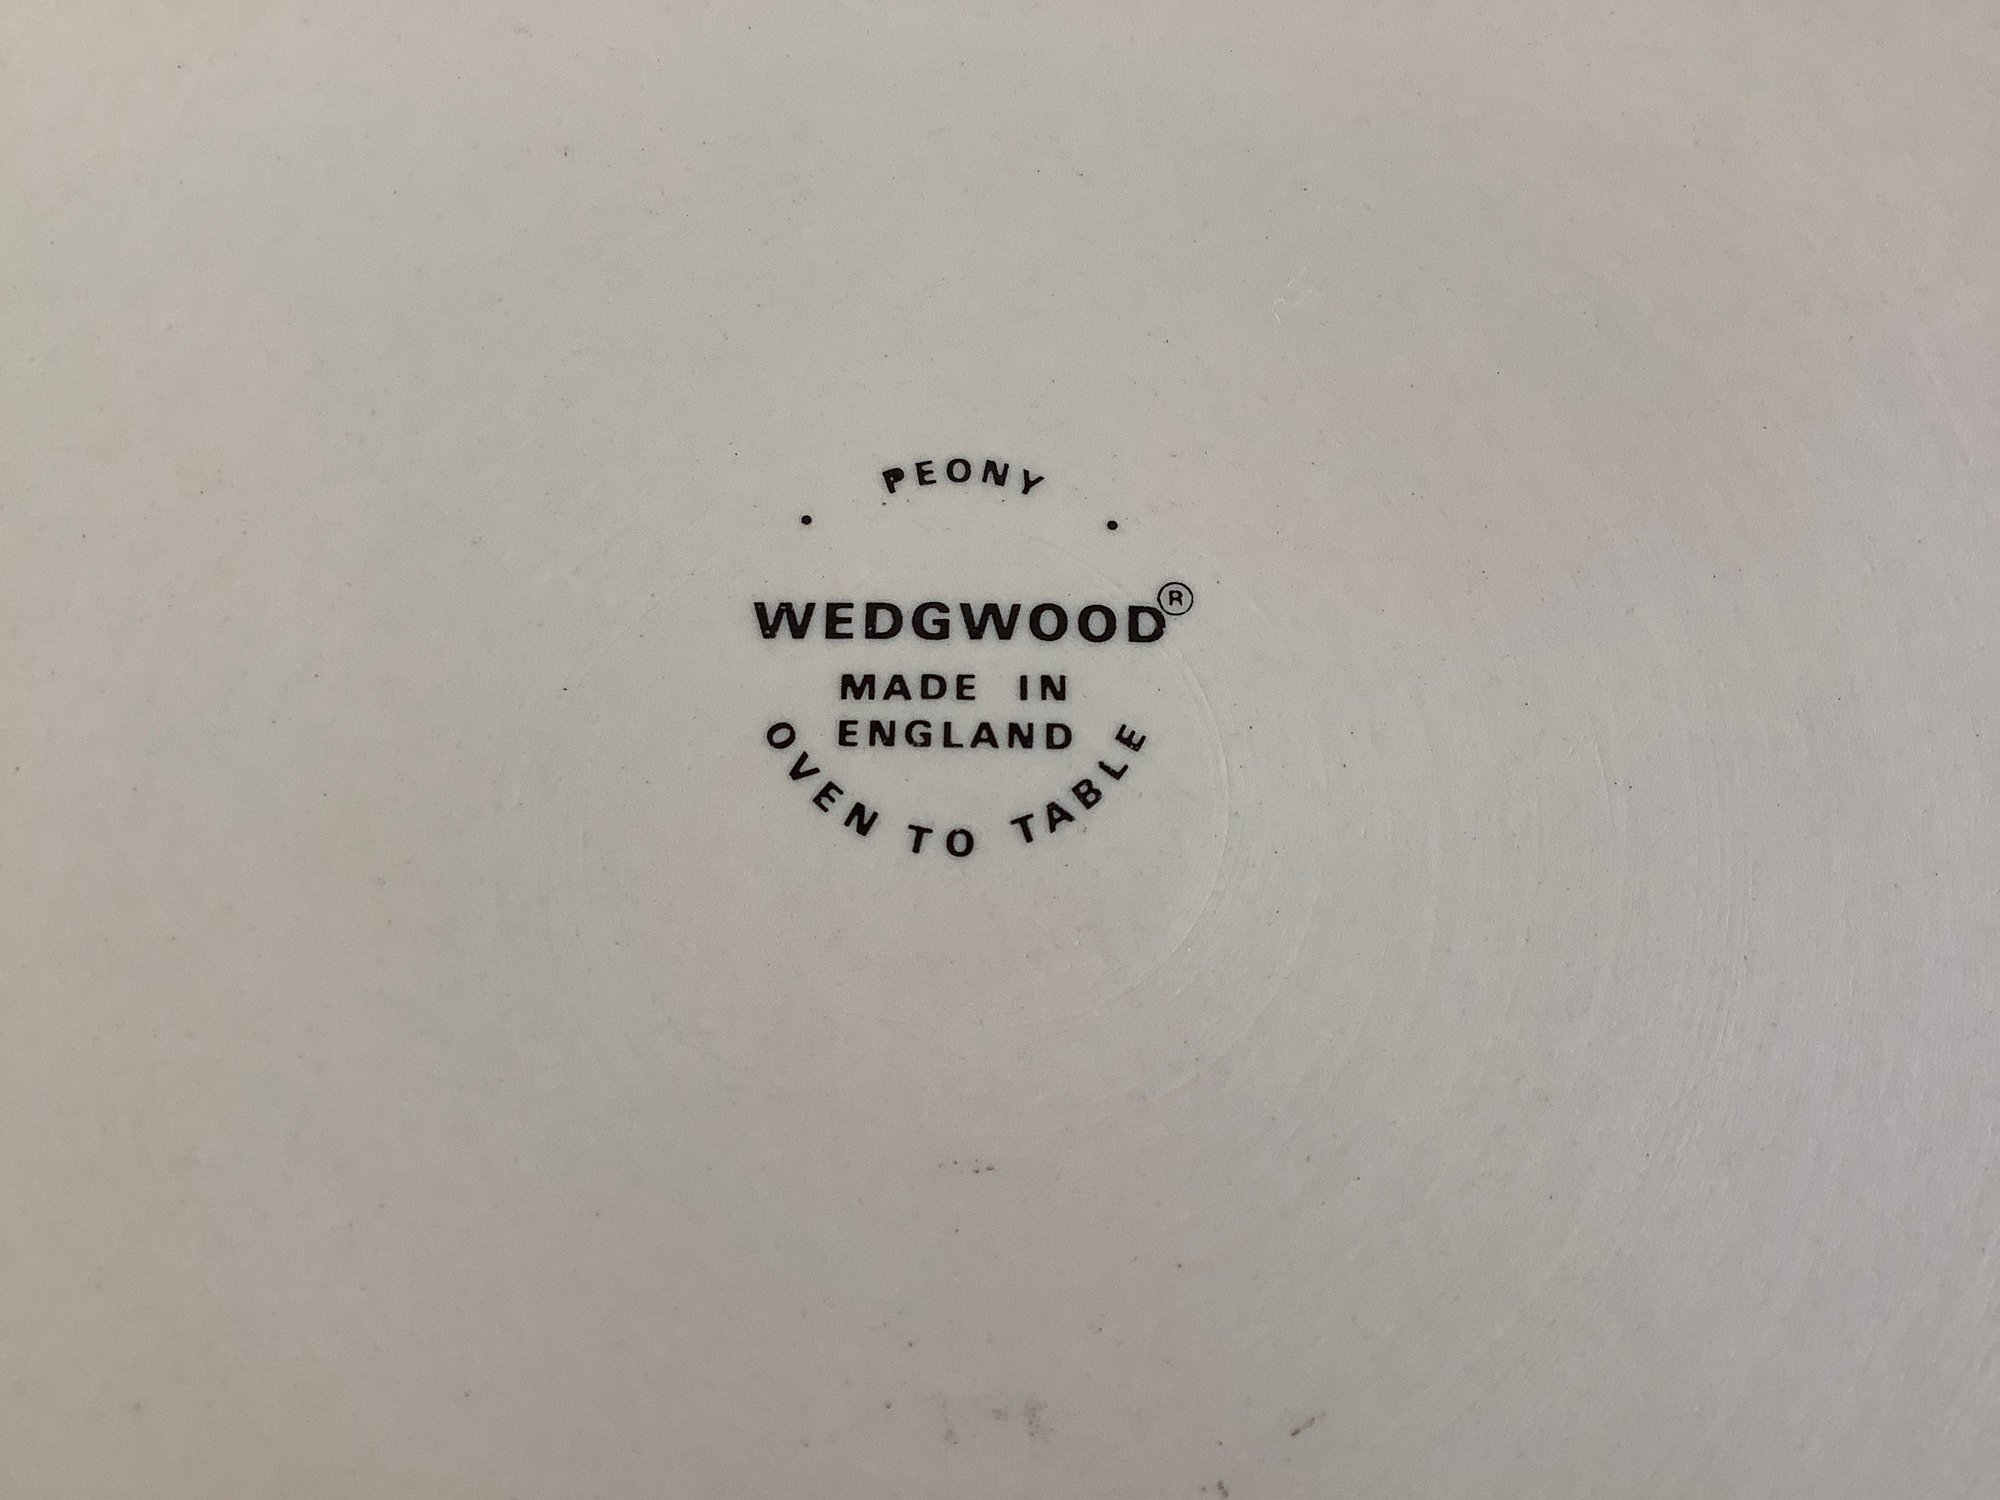 PEONY
WEDGWOOD®
MADE IN
ENGLAND
OVEN TO TABLE